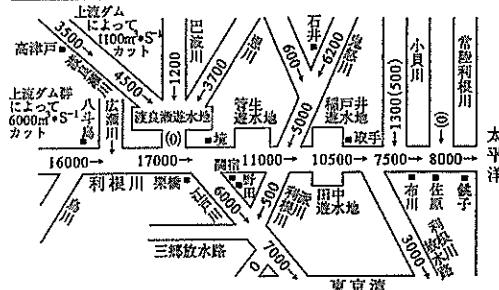 上流ダム
によって
1100m³•S⁻¹
カット
高津戸
3500
4500
渡良瀬川
巴波川
1200
思川
3700
石井
600
鬼怒川
6200
5000
小貝川
1300(500)
常陸利根川
(0)
太平洋
上流ダム群
によって
6000m³•S⁻¹
カット
八斗島
広瀬川
渡良瀬遊水地
(0)
境
菅生
遊水地
稲戸井
遊水地
取手
16000
17000
11000
10500
7500
8000
烏川
利根川
栗橋
江戸川
関宿
野田
6000
500
利根運河
田中
遊水地
布川
佐原
銚子
3000
利根川
放水路
三郷放水路
0
7000
東京湾